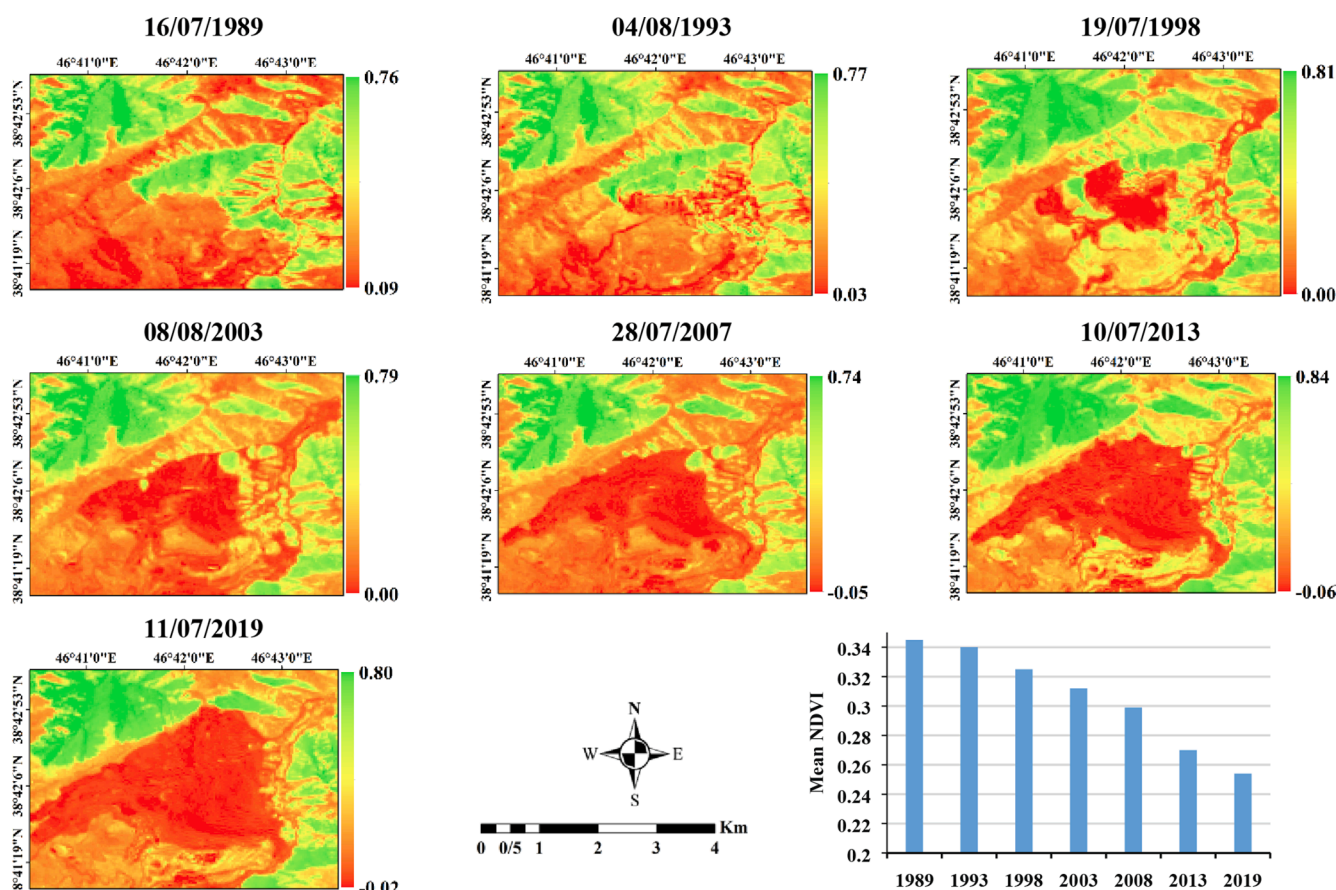 16/07/1989
46°41'0"E 46°42'0"E 46°43'0"E
38°42'53"N
38°42'6"N
38°41'19"N
0.76
0.09
04/08/1993
46°41'0"E 46°42'0"E 46°43'0"E
38°42'53"N
38°42'6"N
38°41'19"N
0.77
0.03
19/07/1998
46°41'0"E 46°42'0"E 46°43'0"E
38°42'53"N
38°42'6"N
38°41'19"N
0.81
0.00
08/08/2003
46°41'0"E 46°42'0"E 46°43'0"E
38°42'53"N
38°42'6"N
38°41'19"N
0.79
0.00
28/07/2007
46°41'0"E 46°42'0"E 46°43'0"E
38°42'53"N
38°42'6"N
38°41'19"N
0.74
-0.05
10/07/2013
46°41'0"E 46°42'0"E 46°43'0"E
38°42'53"N
38°42'6"N
38°41'19"N
0.84
-0.06
11/07/2019
46°41'0"E 46°42'0"E 46°43'0"E
38°42'53"N
38°42'6"N
38°41'19"N
0.80
-0.02
N
W E
S
Km
0 0/5 1 2 3 4
Mean NDVI
0.34
0.32
0.3
0.28
0.26
0.24
0.22
0.2
1989 1993 1998 2003 2008 2013 2019